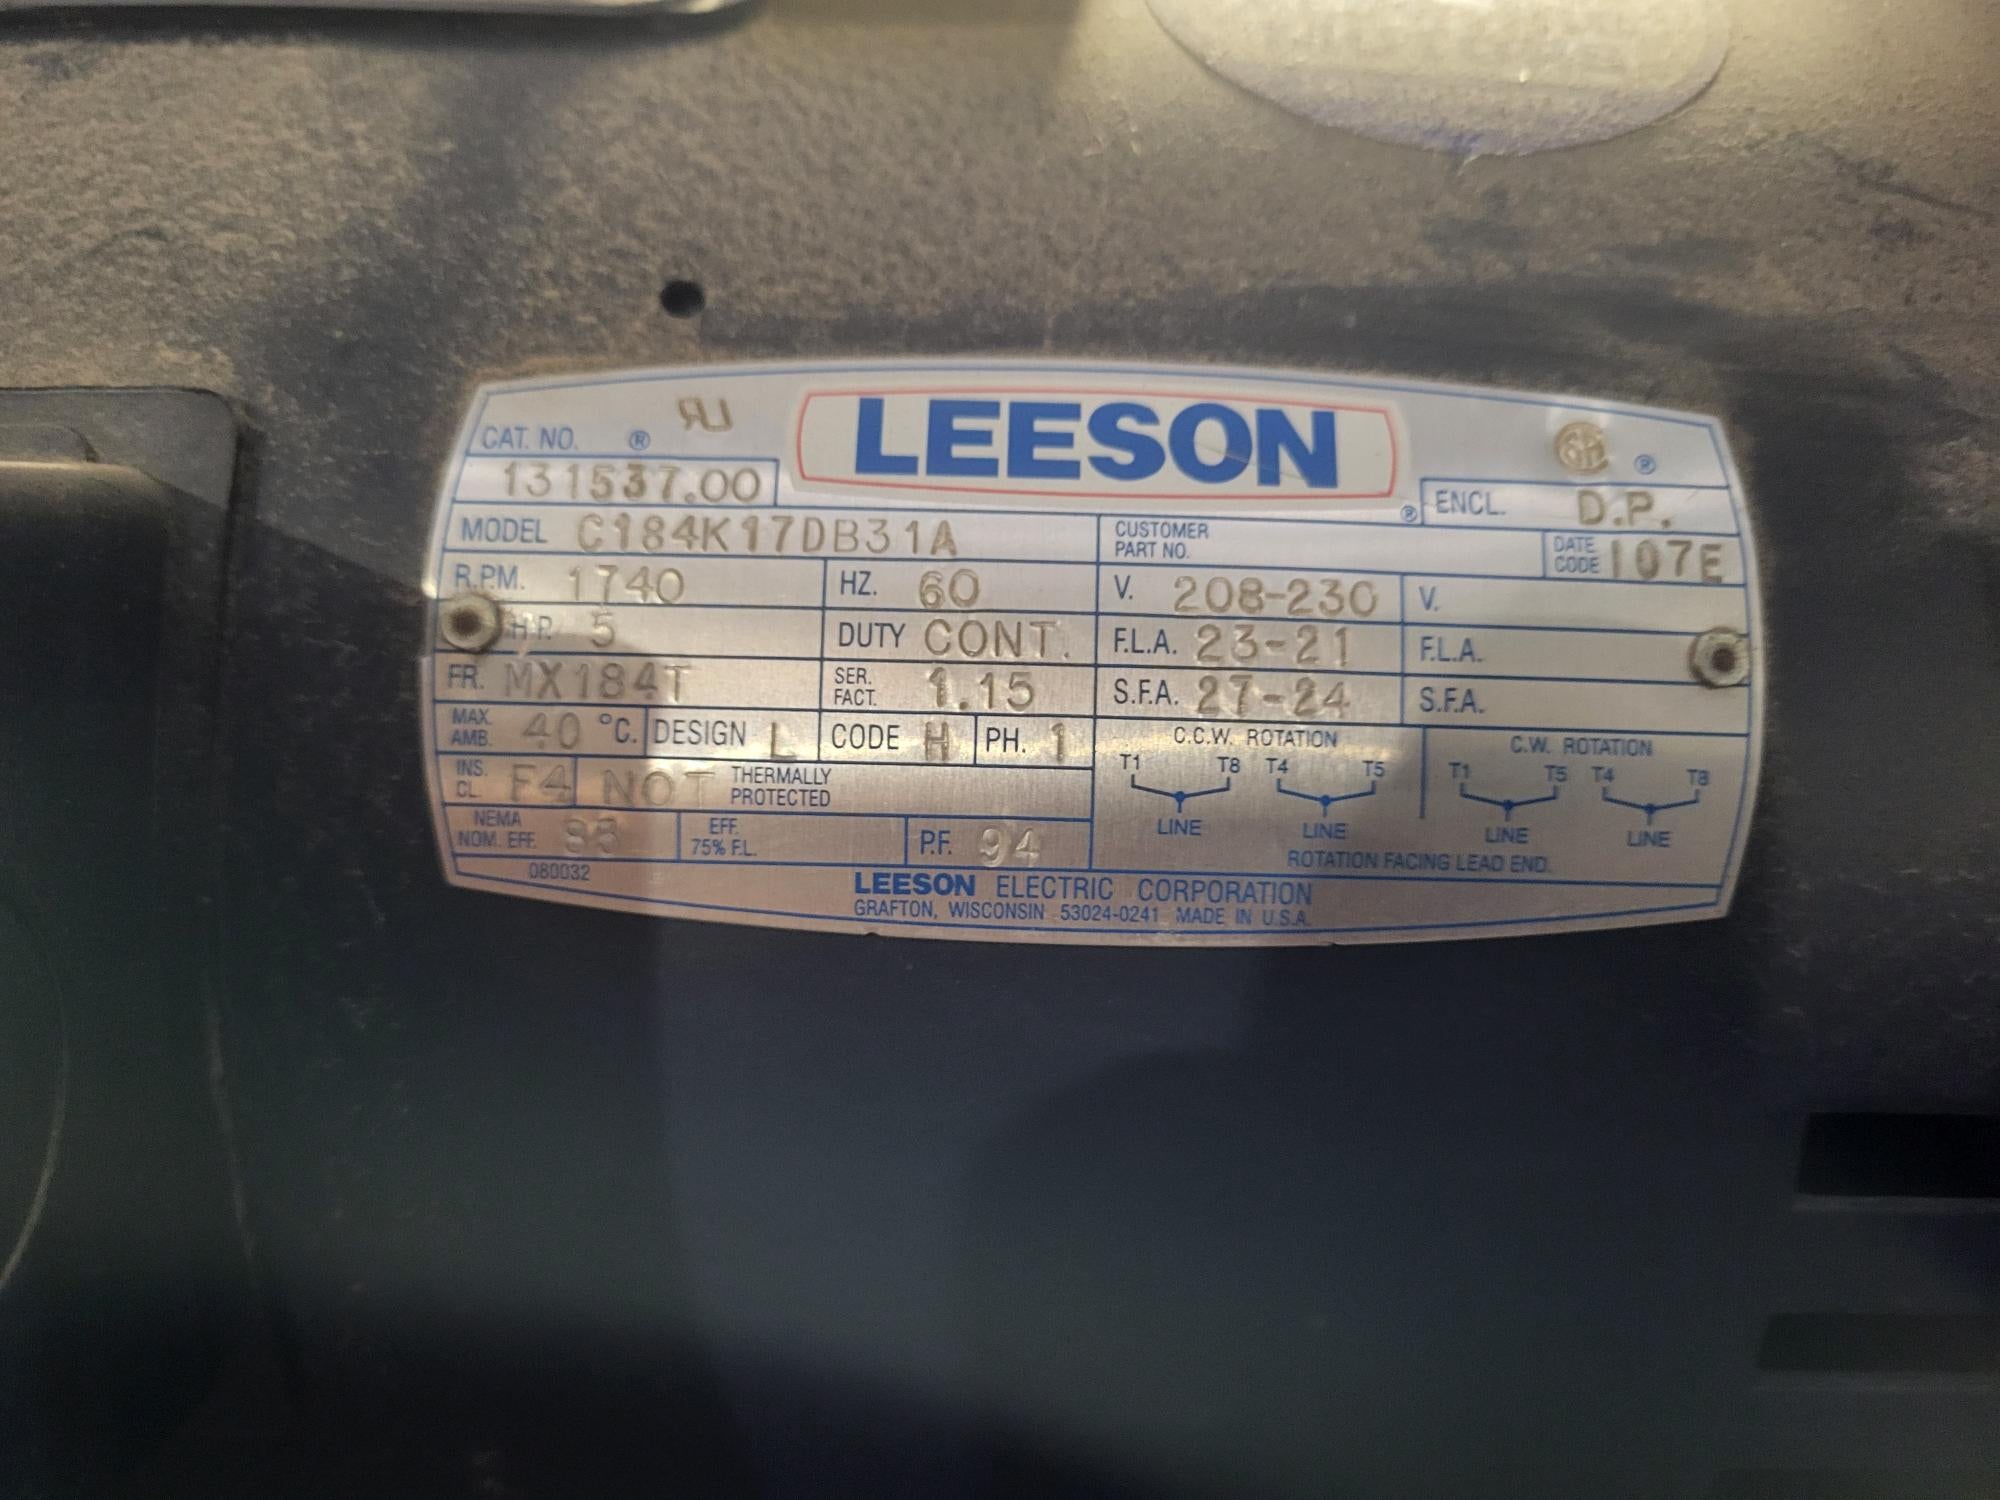 CAT. NO. ®
LEESON ®
®
131537.00
ENCL. D.P.
MODEL C184K17DB31A
CUSTOMER PART NO.
DATE CODE I07E
R.P.M. 1740 HZ. 60 V. 208-230 V.
H.P. 5 DUTY CONT. F.L.A. 23-21 F.L.A.
FR. MX184T SER. FACT. 1.15 S.F.A. 27-24 S.F.A.
MAX. AMB. 40 °C. DESIGN L CODE H PH. 1
C.C.W. ROTATION C.W. ROTATION
T1 T8 T4 T5 T1 T5 T4 T8
INS. CL. F4 NOT THERMALLY PROTECTED
LINE LINE LINE LINE
NEMA NOM. EFF. EFF. 75% F.L. P.F. 94
ROTATION FACING LEAD END.
080032
LEESON ELECTRIC CORPORATION
GRAFTON, WISCONSIN 53024-0241 MADE IN U.S.A.